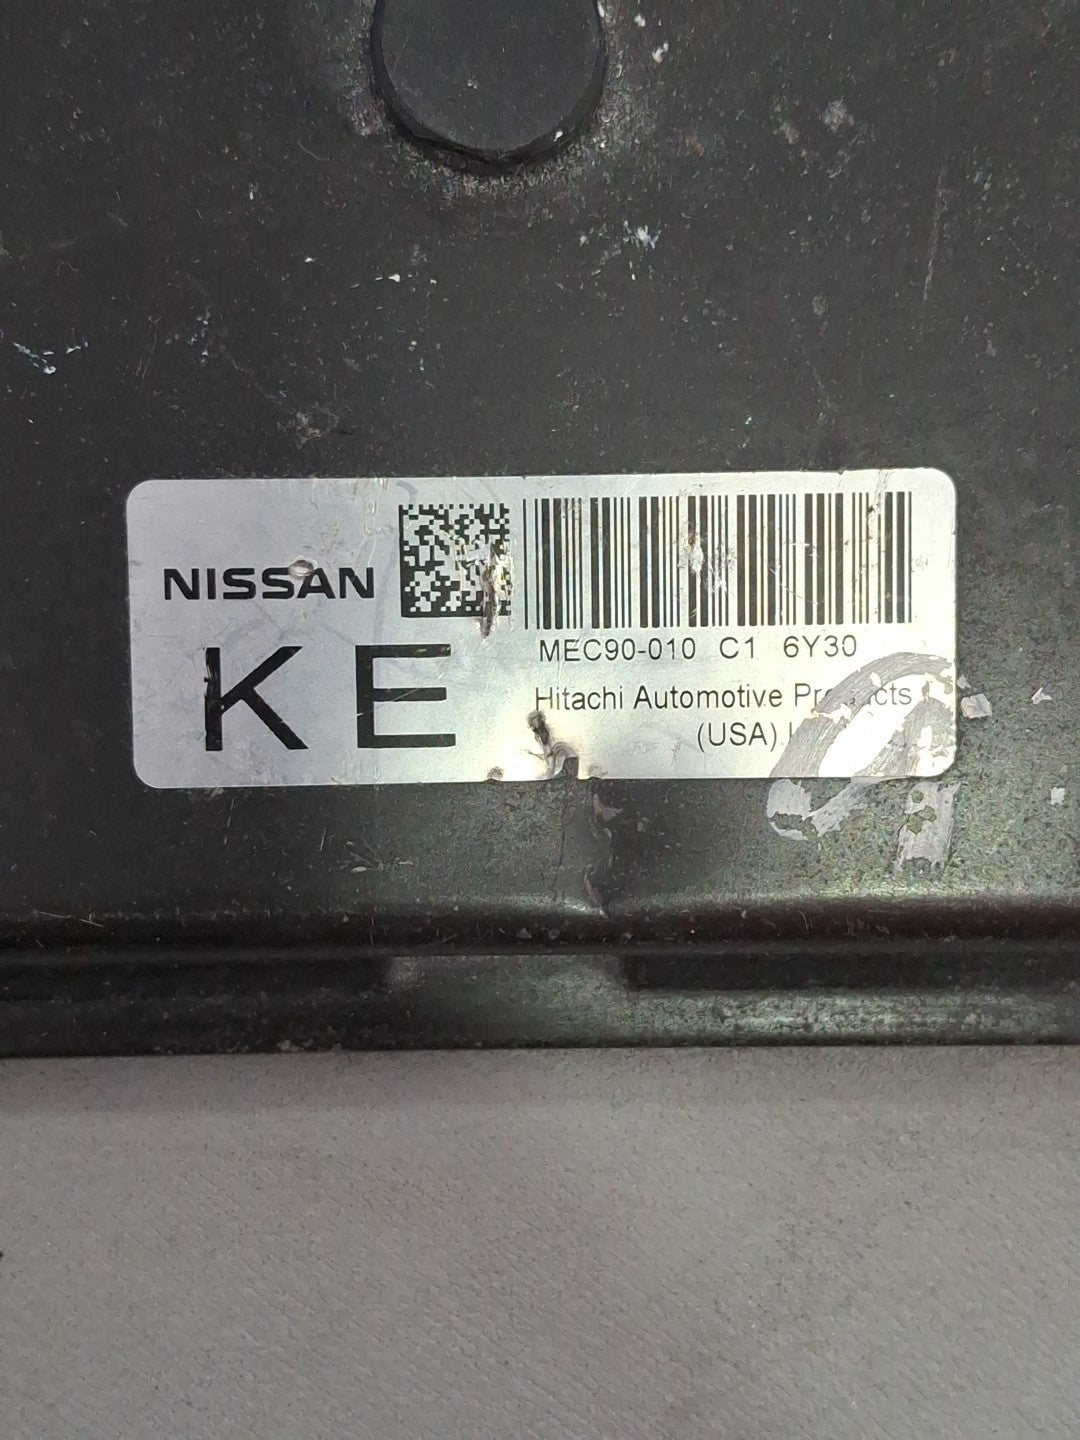 NISSAN
KE
MEC90-010 C1 6Y30
Hitachi Automotive
(USA)